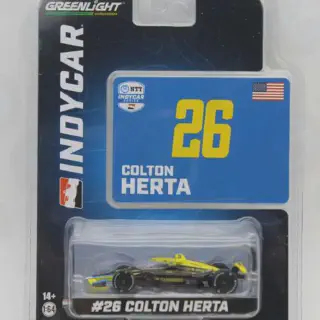 GREENLIGHT
INDYCAR
NTT
INDYCAR
SERIES
26
COLTON
HERTA
14+
1:64
#26 COLTON HERTA